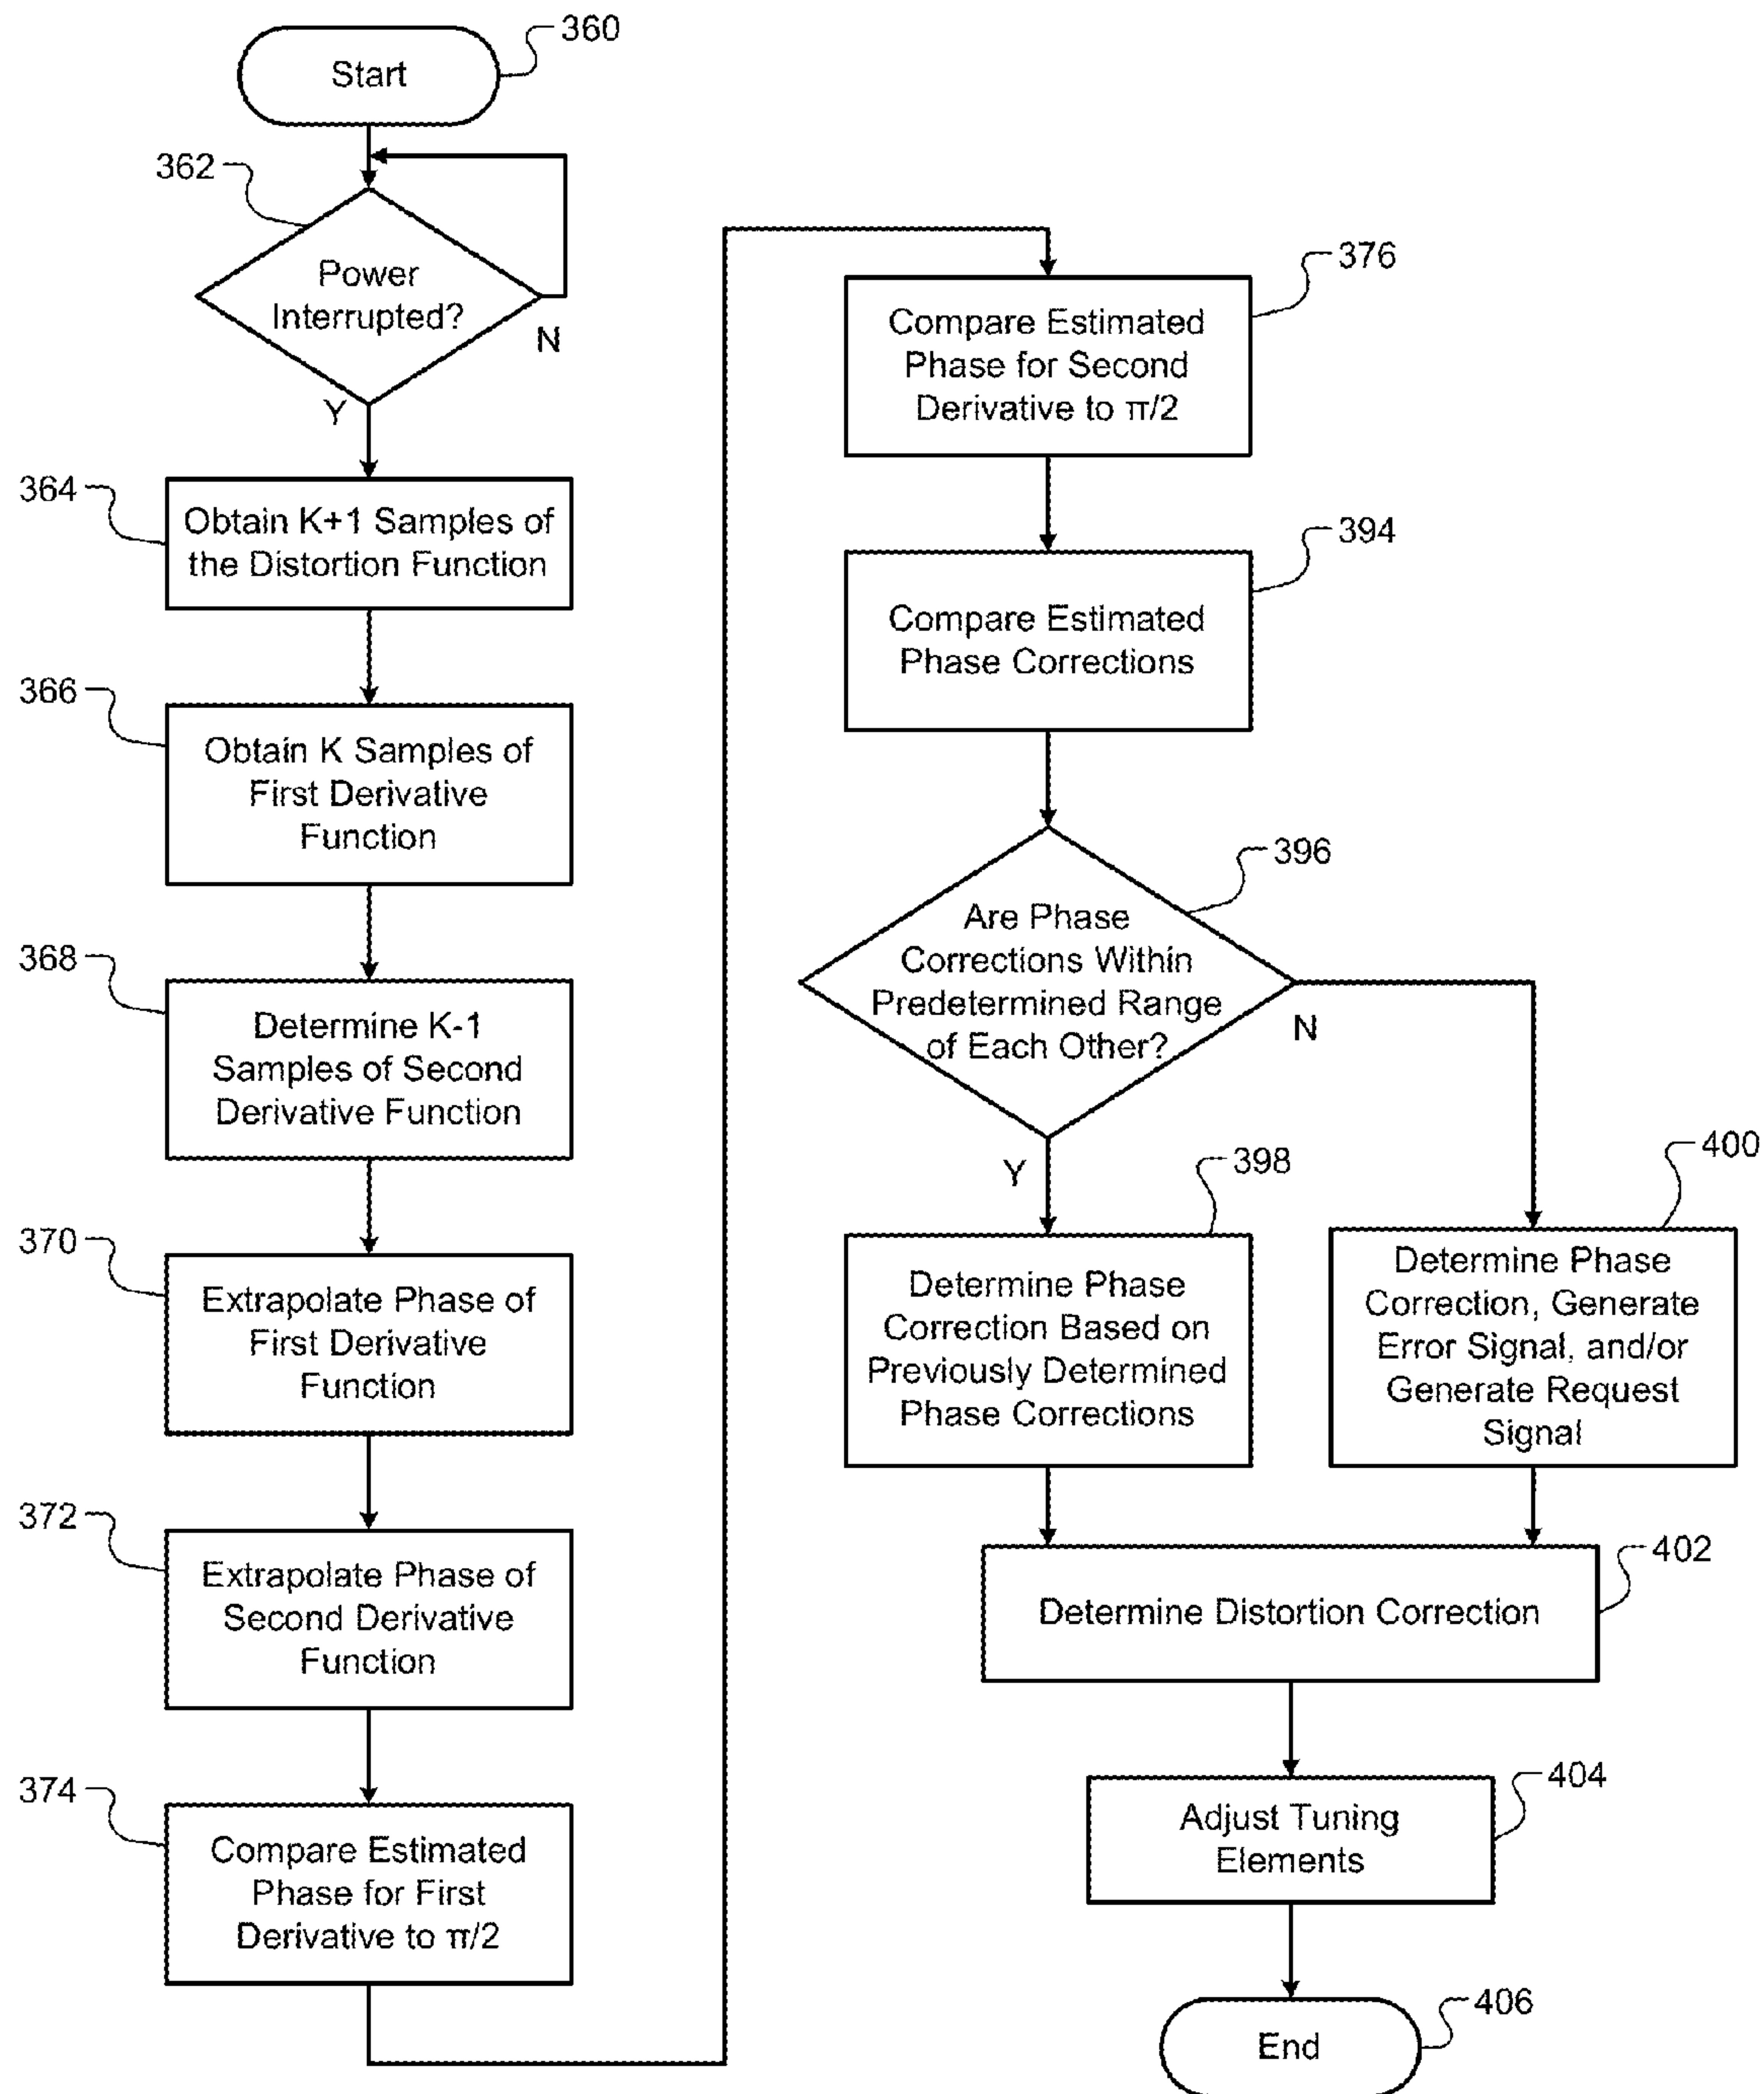 360
Start
362
Power
Interrupted?
N
Y
364
Obtain K+1 Samples of
the Distortion Function
366
Obtain K Samples of
First Derivative
Function
368
Determine K-1
Samples of Second
Derivative Function
370
Extrapolate Phase of
First Derivative
Function
372
Extrapolate Phase of
Second Derivative
Function
374
Compare Estimated
Phase for First
Derivative to π/2
376
Compare Estimated
Phase for Second
Derivative to π/2
394
Compare Estimated
Phase Corrections
396
Are Phase
Corrections Within
Predetermined Range
of Each Other?
N
Y
398
Determine Phase
Correction Based on
Previously Determined
Phase Corrections
400
Determine Phase
Correction, Generate
Error Signal, and/or
Generate Request
Signal
402
Determine Distortion Correction
404
Adjust Tuning
Elements
406
End